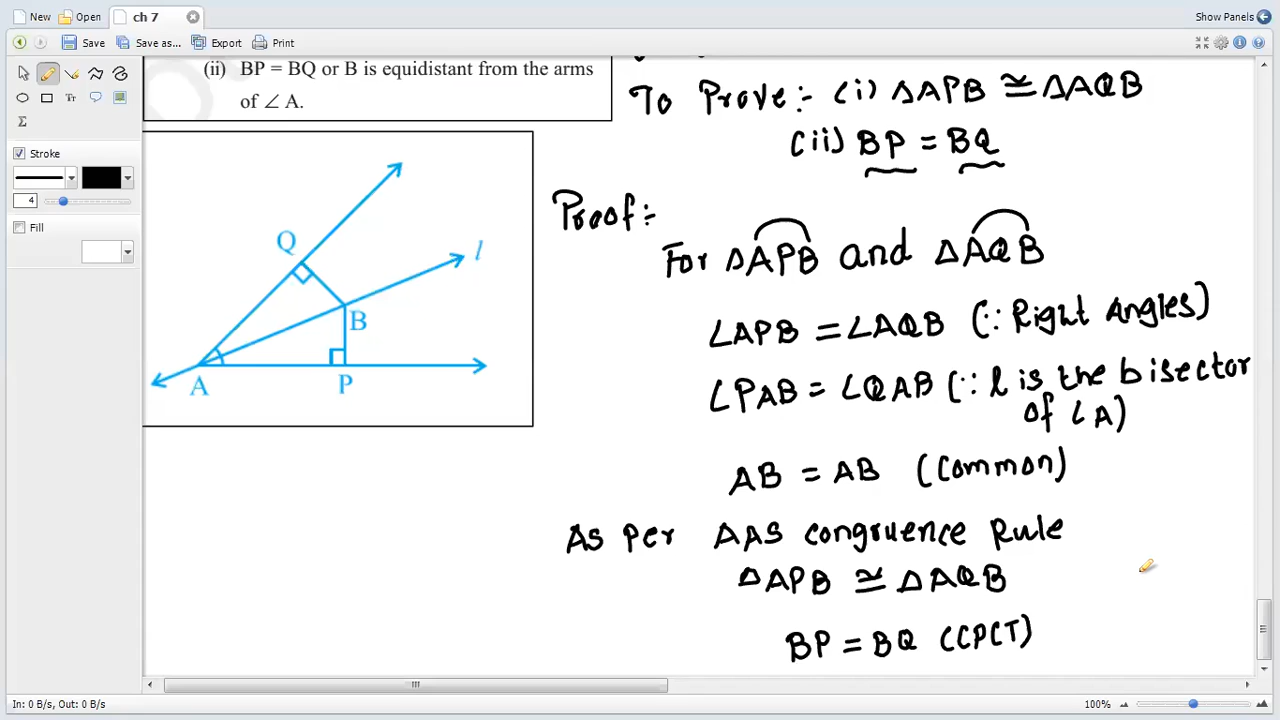 New Open ch 7 Show Panels
Save Save as... Export Print
Stroke
4
Fill
(ii) BP = BQ or B is equidistant from the arms
of ∠ A.
Q
l
B
A
P
To Prove:- (i) ΔAPB ≅ ΔAQB
(ii) BP = BQ
Proof:-
For ΔAPB and ΔAQB
∠APB = ∠AQB (∵ Right Angles)
∠PAB = ∠QAB (∵ l is the bisector
of ∠A)
AB = AB (common)
As per AAS congruence Rule
ΔAPB ≅ ΔAQB
BP = BQ (CPCT)
In: 0 B/s, Out: 0 B/s 100%